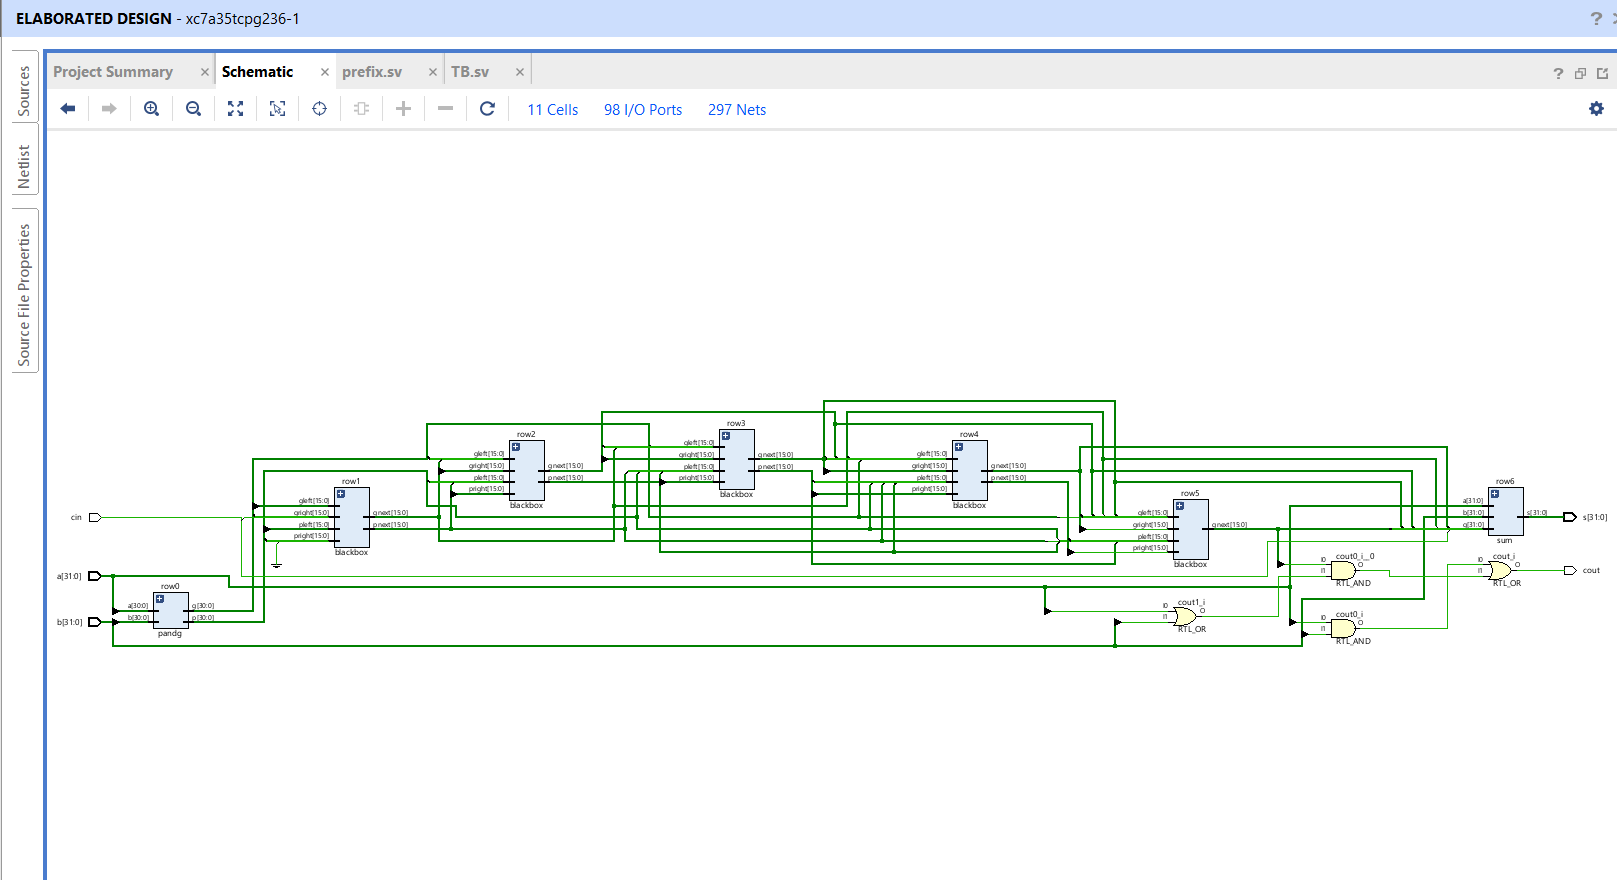 ELABORATED DESIGN - xc7a35tcpg236-1
?
Sources
Netlist
Source File Properties
Project Summary
Schematic
prefix.sv
TB.sv
?
11 Cells
98 I/O Ports
297 Nets
cin
a[31:0]
b[31:0]
row0
a[30:0]
b[30:0]
g[30:0]
p[30:0]
pandg
row1
gleft[15:0]
gright[15:0]
pleft[15:0]
pright[15:0]
gnext[15:0]
pnext[15:0]
blackbox
row2
gleft[15:0]
gright[15:0]
pleft[15:0]
pright[15:0]
gnext[15:0]
pnext[15:0]
blackbox
row3
gleft[15:0]
gright[15:0]
pleft[15:0]
pright[15:0]
gnext[15:0]
pnext[15:0]
blackbox
row4
gleft[15:0]
gright[15:0]
pleft[15:0]
pright[15:0]
gnext[15:0]
pnext[15:0]
blackbox
row5
gleft[15:0]
gright[15:0]
pleft[15:0]
pright[15:0]
gnext[15:0]
blackbox
cout1_i
I0
I1
O
RTL_OR
cout0_i__0
I0
I1
O
RTL_AND
cout0_i
I0
I1
O
RTL_AND
row6
a[31:0]
b[31:0]
g[31:0]
s[31:0]
sum
cout_i
I0
I1
O
RTL_OR
s[31:0]
cout